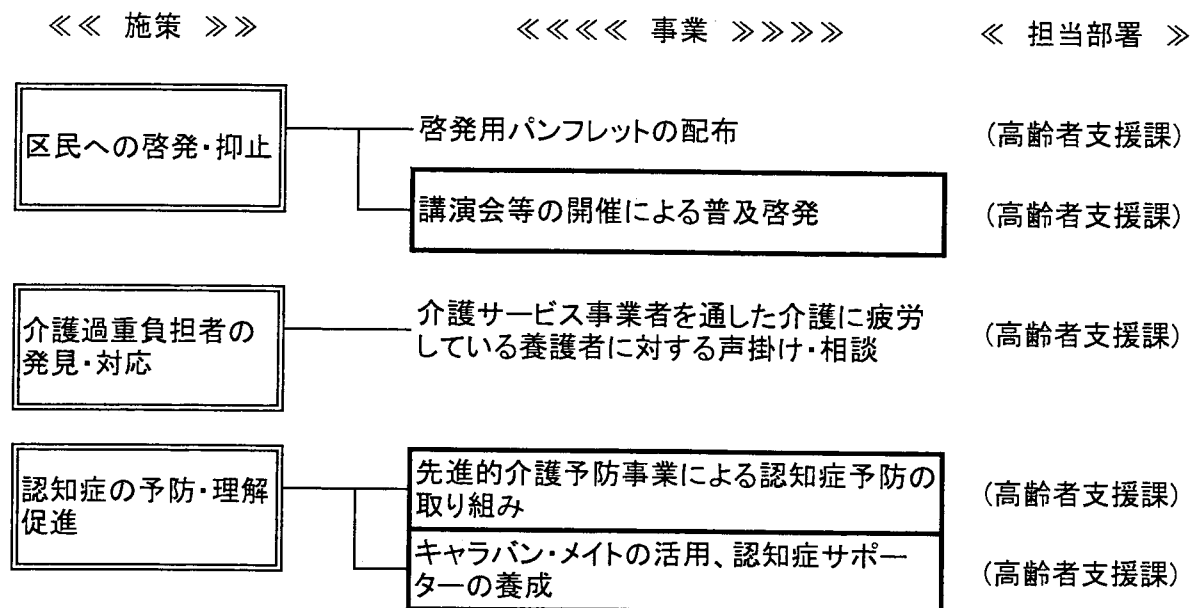 ≪≪ 施策 ≫≫
≪≪≪≪ 事業 ≫≫≫≫
≪ 担当部署 ≫
区民への啓発・抑止
啓発用パンフレットの配布
(高齢者支援課)
講演会等の開催による普及啓発
(高齢者支援課)
介護過重負担者の
発見・対応
介護サービス事業者を通した介護に疲労
している養護者に対する声掛け・相談
(高齢者支援課)
認知症の予防・理解
促進
先進的介護予防事業による認知症予防の
取り組み
(高齢者支援課)
キャラバン・メイトの活用、認知症サポー
ターの養成
(高齢者支援課)